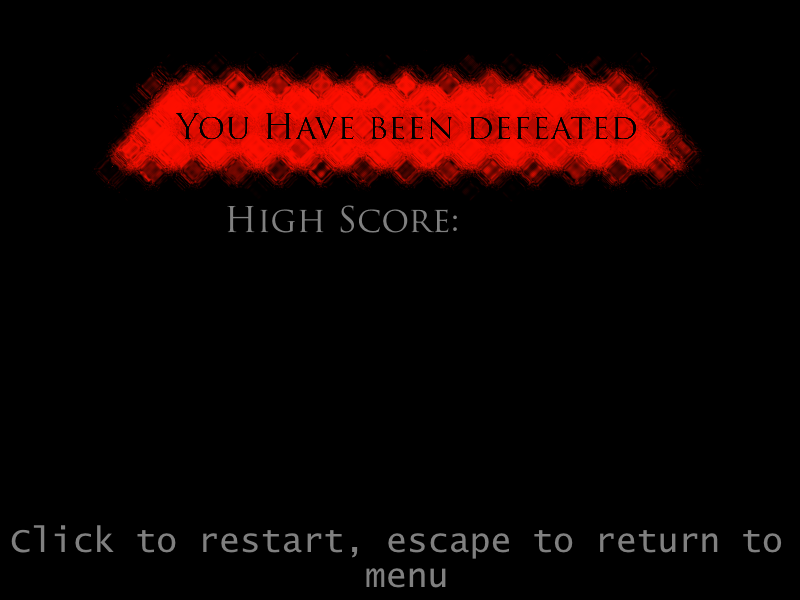 You Have been defeated
High Score:
Click to restart, escape to return to
menu